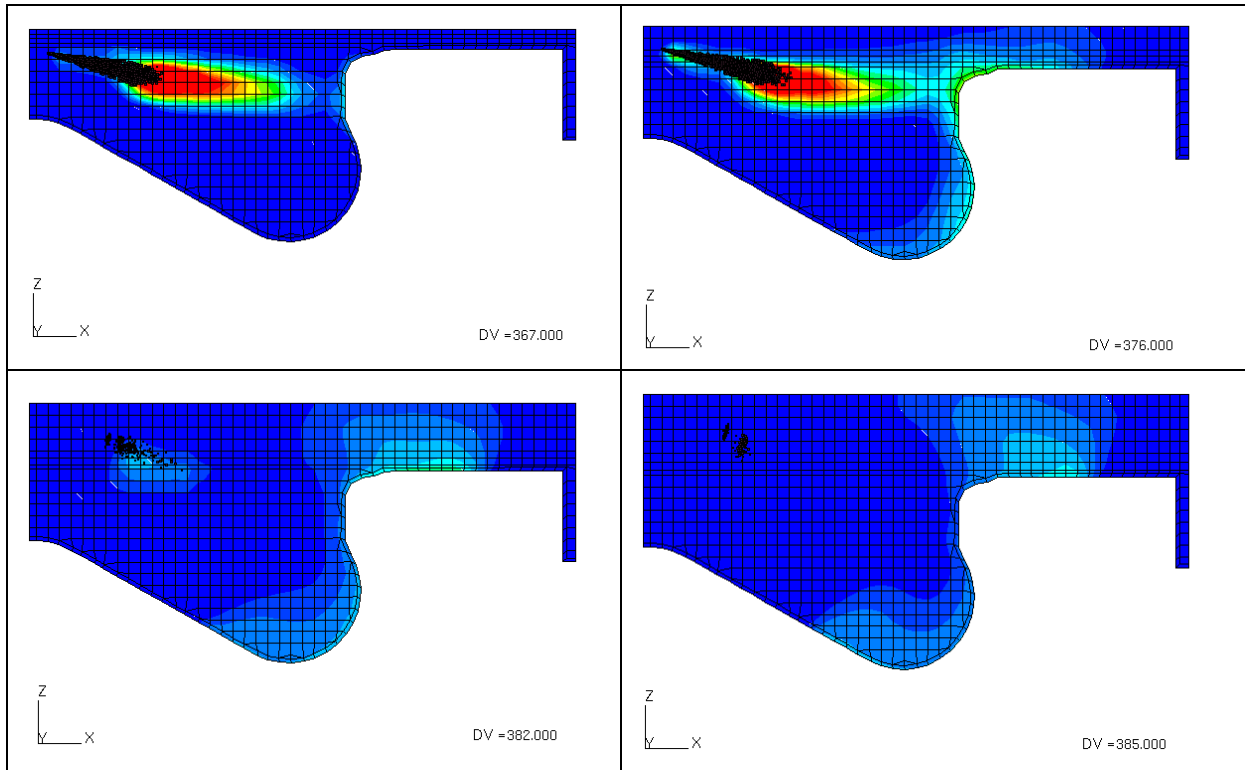 Z
Y X
DV =367.000
Z
Y X
DV =376.000
Z
Y X
DV =382.000
Z
Y X
DV =385.000